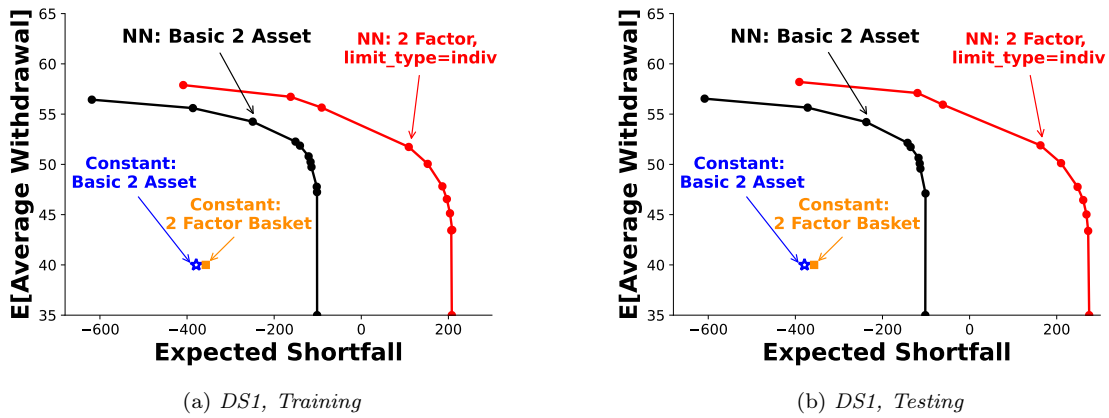 65
60
55
50
45
40
35
E[Average Withdrawal]
NN: Basic 2 Asset
NN: 2 Factor,
limit_type=indiv
Constant:
Basic 2 Asset
Constant:
2 Factor Basket
−600 −400 −200 0 200
Expected Shortfall
(a) DS1, Training
65
60
55
50
45
40
35
E[Average Withdrawal]
NN: Basic 2 Asset
NN: 2 Factor,
limit_type=indiv
Constant:
Basic 2 Asset
Constant:
2 Factor Basket
−600 −400 −200 0 200
Expected Shortfall
(b) DS1, Testing